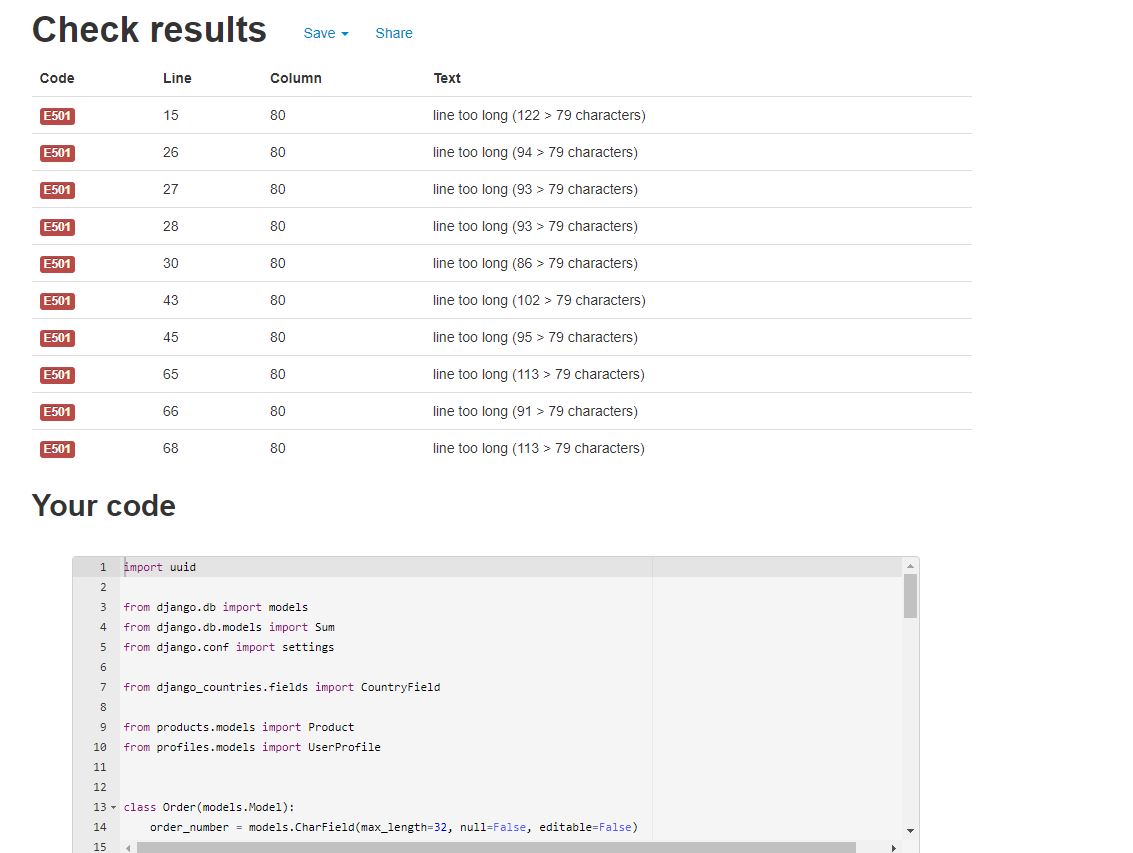 Check results Save Share
Code Line Column Text
E501 15 80 line too long (122 > 79 characters)
E501 26 80 line too long (94 > 79 characters)
E501 27 80 line too long (93 > 79 characters)
E501 28 80 line too long (93 > 79 characters)
E501 30 80 line too long (86 > 79 characters)
E501 43 80 line too long (102 > 79 characters)
E501 45 80 line too long (95 > 79 characters)
E501 65 80 line too long (113 > 79 characters)
E501 66 80 line too long (91 > 79 characters)
E501 68 80 line too long (113 > 79 characters)
Your code
1 import uuid
2
3 from django.db import models
4 from django.db.models import Sum
5 from django.conf import settings
6
7 from django_countries.fields import CountryField
8
9 from products.models import Product
10 from profiles.models import UserProfile
11
12
13 class Order(models.Model):
14     order_number = models.CharField(max_length=32, null=False, editable=False)
15